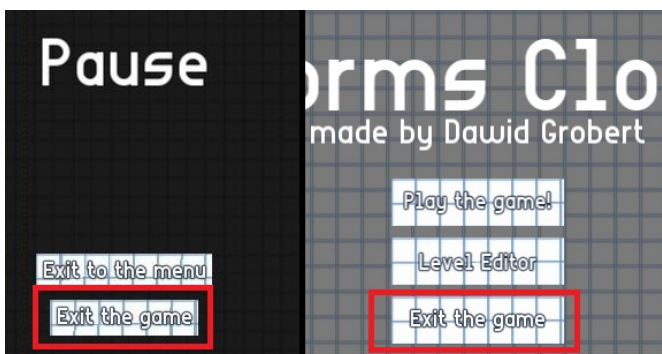 Pause
Exit to the menu
Exit the game
orms Clo
made by Dawid Grobert
Play the game!
Level Editor
Exit the game